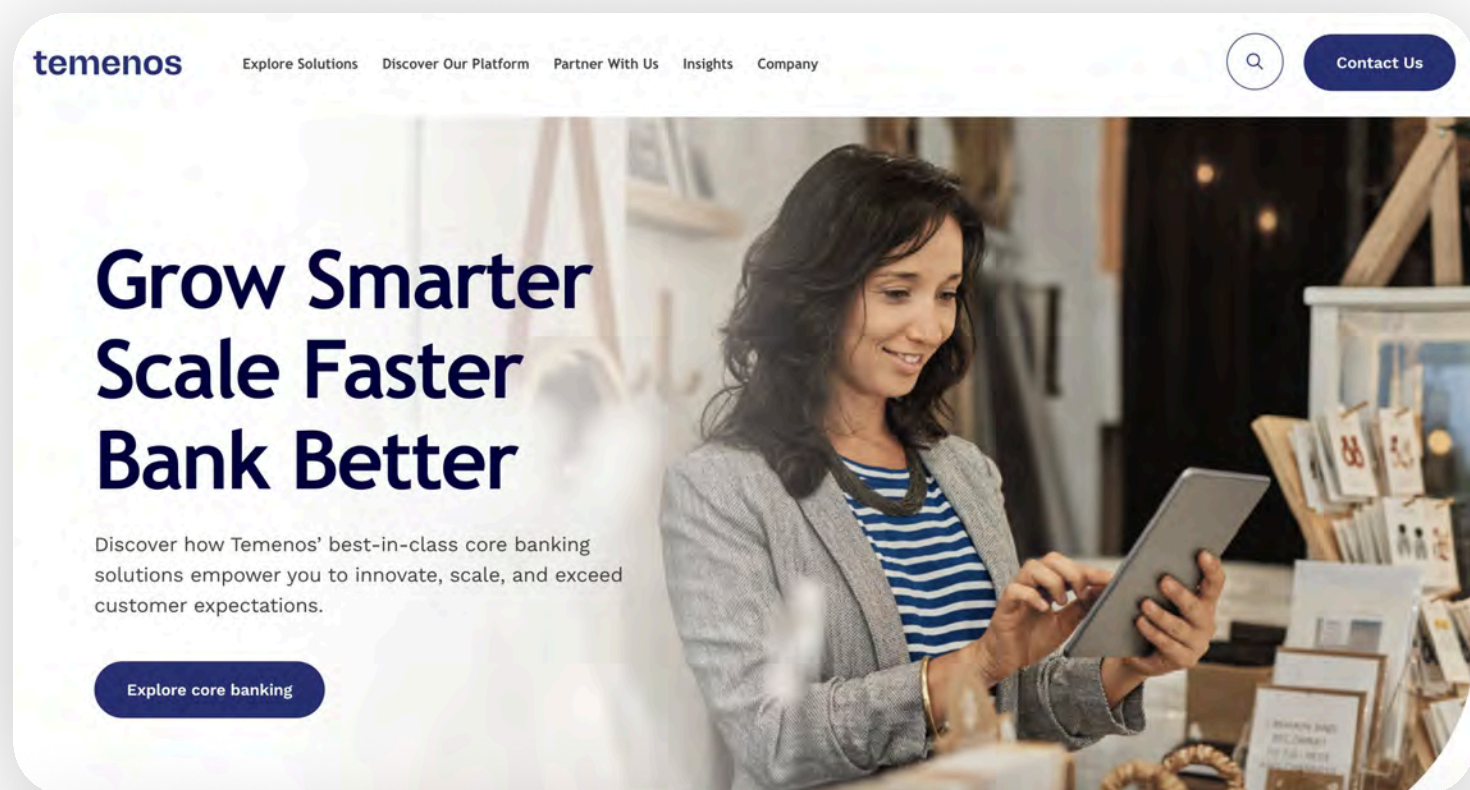 temenos
Explore Solutions Discover Our Platform Partner With Us Insights Company
Contact Us
Grow Smarter
Scale Faster
Bank Better
Discover how Temenos’ best-in-class core banking
solutions empower you to innovate, scale, and exceed
customer expectations.
Explore core banking